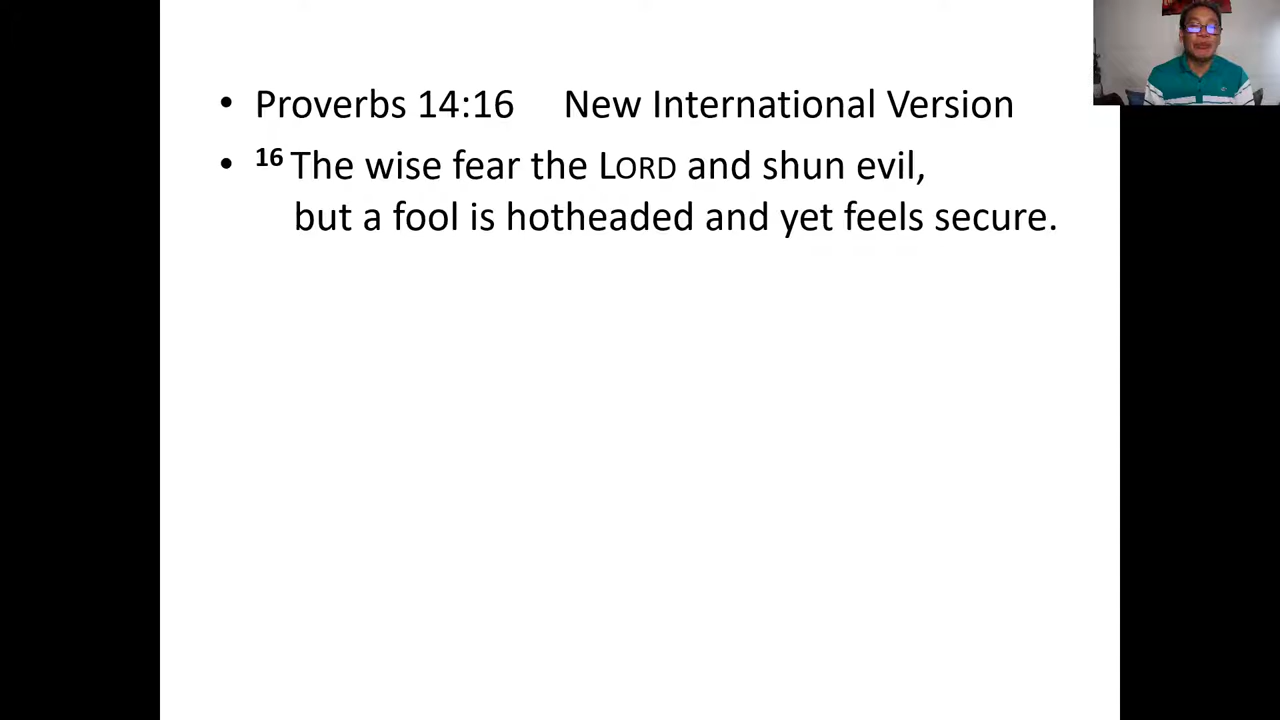 • Proverbs 14:16 New International Version
• 16 The wise fear the LORD and shun evil,
but a fool is hotheaded and yet feels secure.